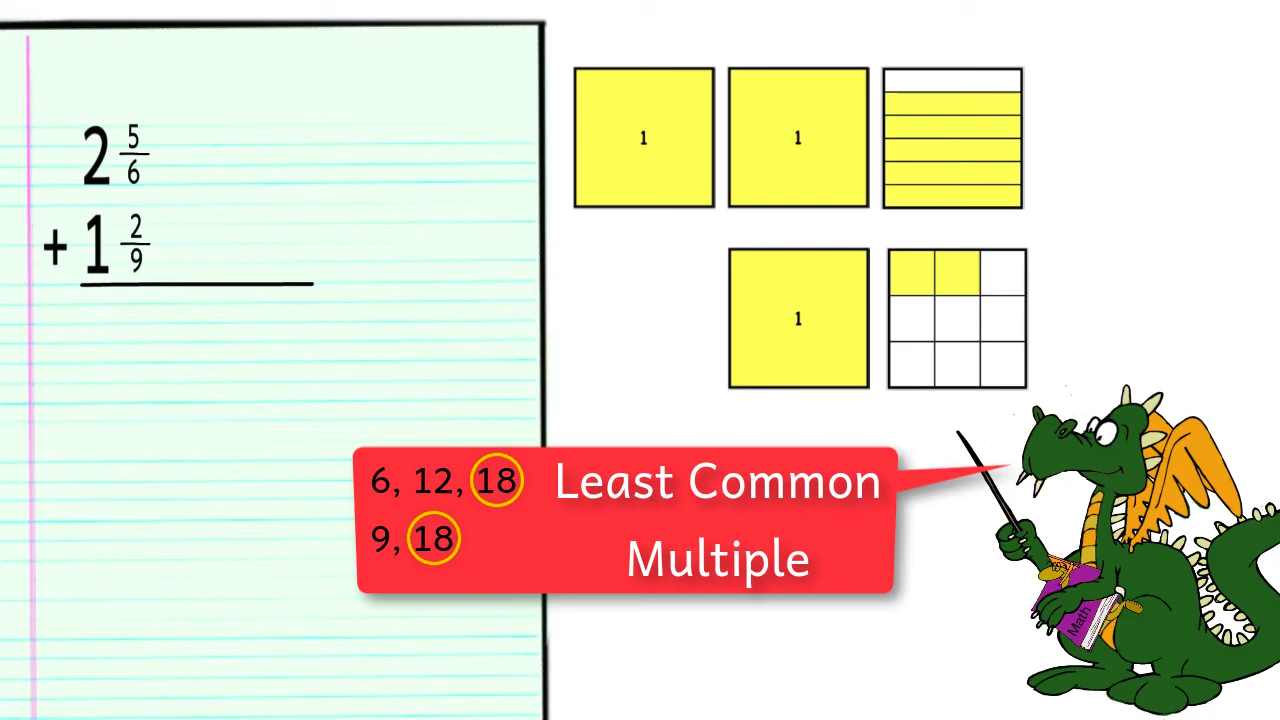 2 5/6
+ 1 2/9
1 1
1
6, 12, 18
9, 18
Least Common
Multiple
Math